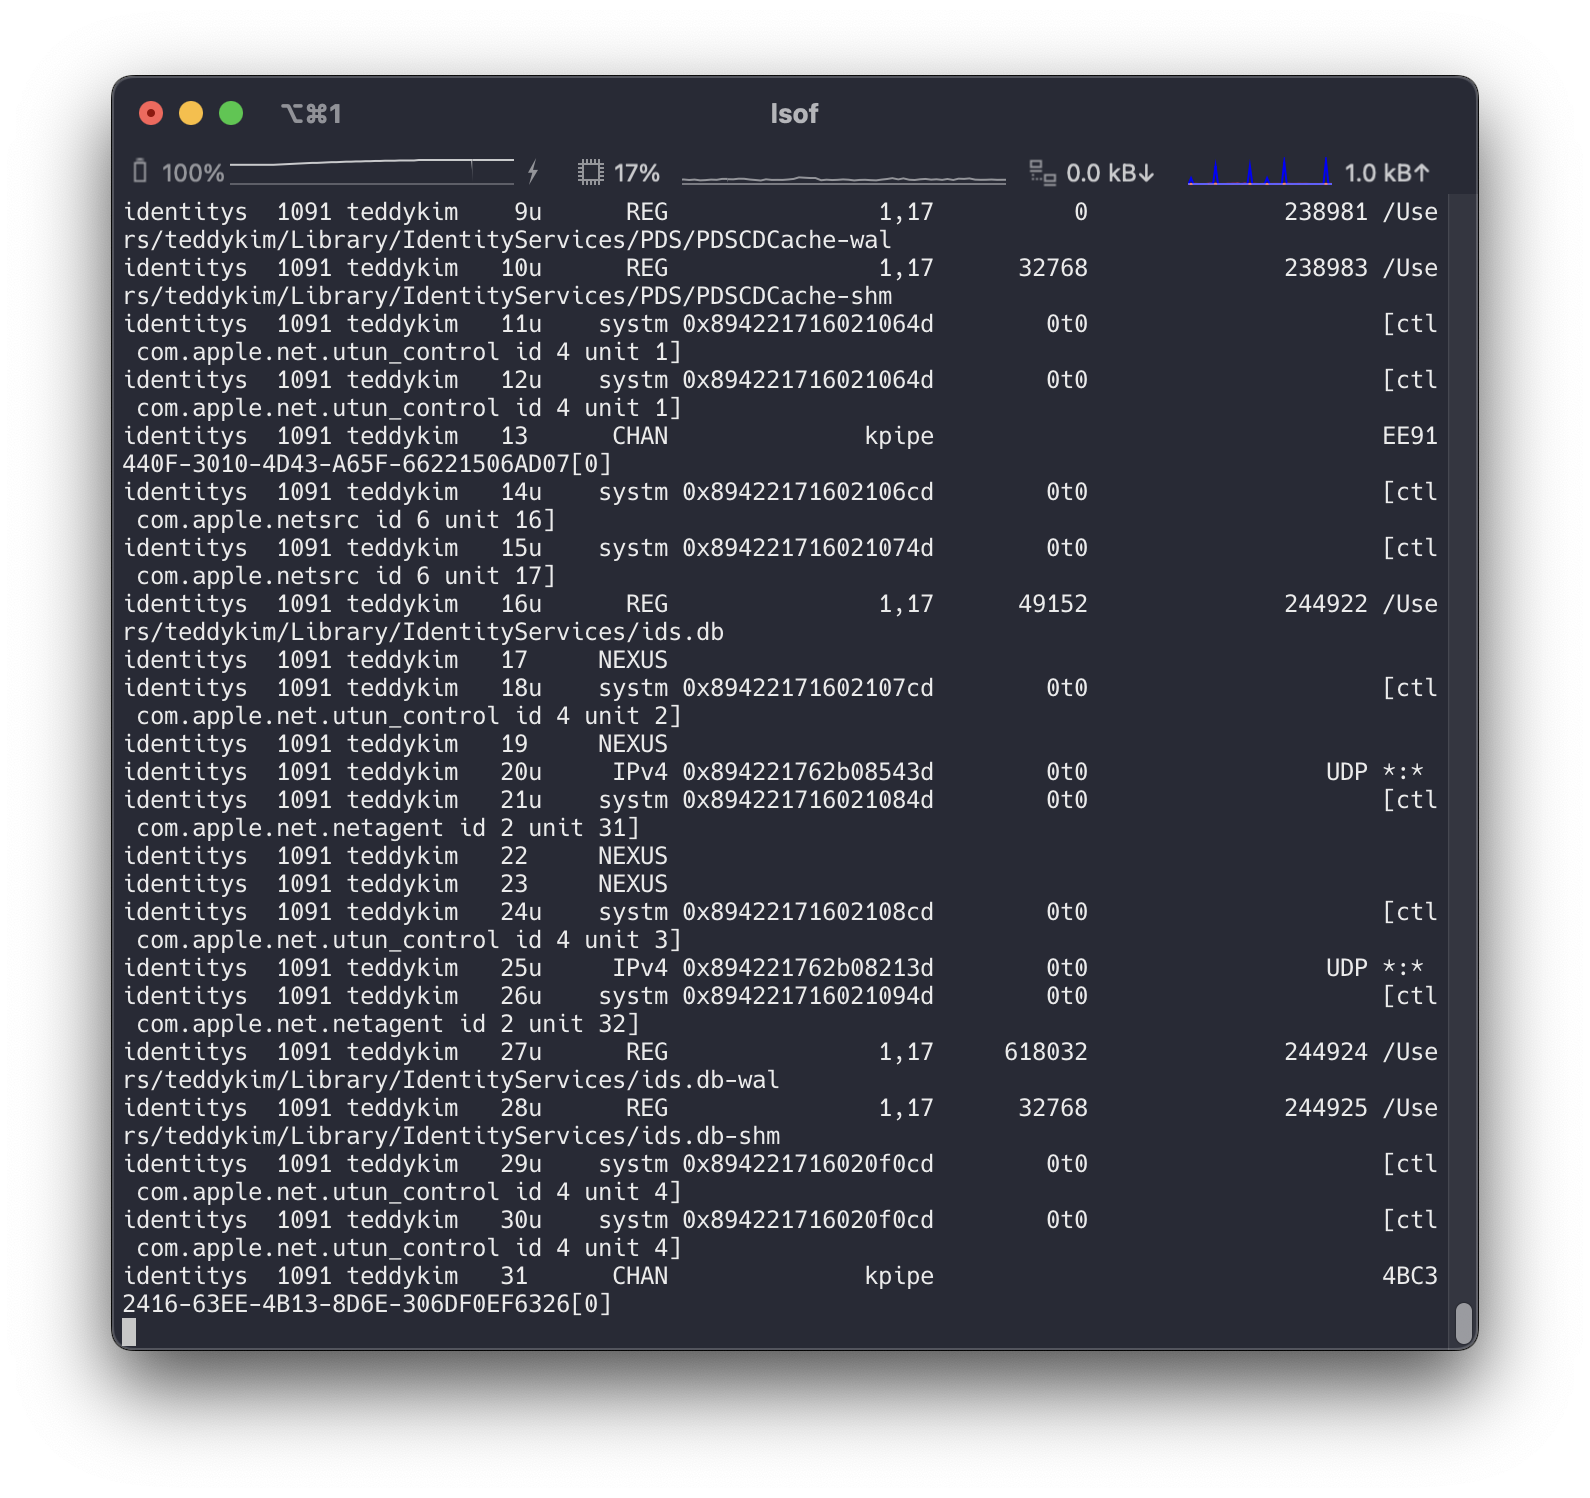 ⌥⌘1 lsof
100% 17% 0.0 kB↓ 1.0 kB↑
identitys  1091 teddykim    9u      REG               1,17          0              238981 /Use
rs/teddykim/Library/IdentityServices/PDS/PDSCDCache-wal
identitys  1091 teddykim   10u      REG               1,17      32768              238983 /Use
rs/teddykim/Library/IdentityServices/PDS/PDSCDCache-shm
identitys  1091 teddykim   11u    systm 0x894221716021064d        0t0                     [ctl
 com.apple.net.utun_control id 4 unit 1]
identitys  1091 teddykim   12u    systm 0x894221716021064d        0t0                     [ctl
 com.apple.net.utun_control id 4 unit 1]
identitys  1091 teddykim   13      CHAN              kpipe                                EE91
440F-3010-4D43-A65F-66221506AD07[0]
identitys  1091 teddykim   14u    systm 0x89422171602106cd        0t0                     [ctl
 com.apple.netsrc id 6 unit 16]
identitys  1091 teddykim   15u    systm 0x894221716021074d        0t0                     [ctl
 com.apple.netsrc id 6 unit 17]
identitys  1091 teddykim   16u      REG               1,17      49152              244922 /Use
rs/teddykim/Library/IdentityServices/ids.db
identitys  1091 teddykim   17     NEXUS
identitys  1091 teddykim   18u    systm 0x89422171602107cd        0t0                     [ctl
 com.apple.net.utun_control id 4 unit 2]
identitys  1091 teddykim   19     NEXUS
identitys  1091 teddykim   20u     IPv4 0x894221762b08543d        0t0                 UDP *:*
identitys  1091 teddykim   21u    systm 0x894221716021084d        0t0                     [ctl
 com.apple.net.netagent id 2 unit 31]
identitys  1091 teddykim   22     NEXUS
identitys  1091 teddykim   23     NEXUS
identitys  1091 teddykim   24u    systm 0x89422171602108cd        0t0                     [ctl
 com.apple.net.utun_control id 4 unit 3]
identitys  1091 teddykim   25u     IPv4 0x894221762b08213d        0t0                 UDP *:*
identitys  1091 teddykim   26u    systm 0x894221716021094d        0t0                     [ctl
 com.apple.net.netagent id 2 unit 32]
identitys  1091 teddykim   27u      REG               1,17     618032              244924 /Use
rs/teddykim/Library/IdentityServices/ids.db-wal
identitys  1091 teddykim   28u      REG               1,17      32768              244925 /Use
rs/teddykim/Library/IdentityServices/ids.db-shm
identitys  1091 teddykim   29u    systm 0x894221716020f0cd        0t0                     [ctl
 com.apple.net.utun_control id 4 unit 4]
identitys  1091 teddykim   30u    systm 0x894221716020f0cd        0t0                     [ctl
 com.apple.net.utun_control id 4 unit 4]
identitys  1091 teddykim   31      CHAN              kpipe                                4BC3
2416-63EE-4B13-8D6E-306DF0EF6326[0]